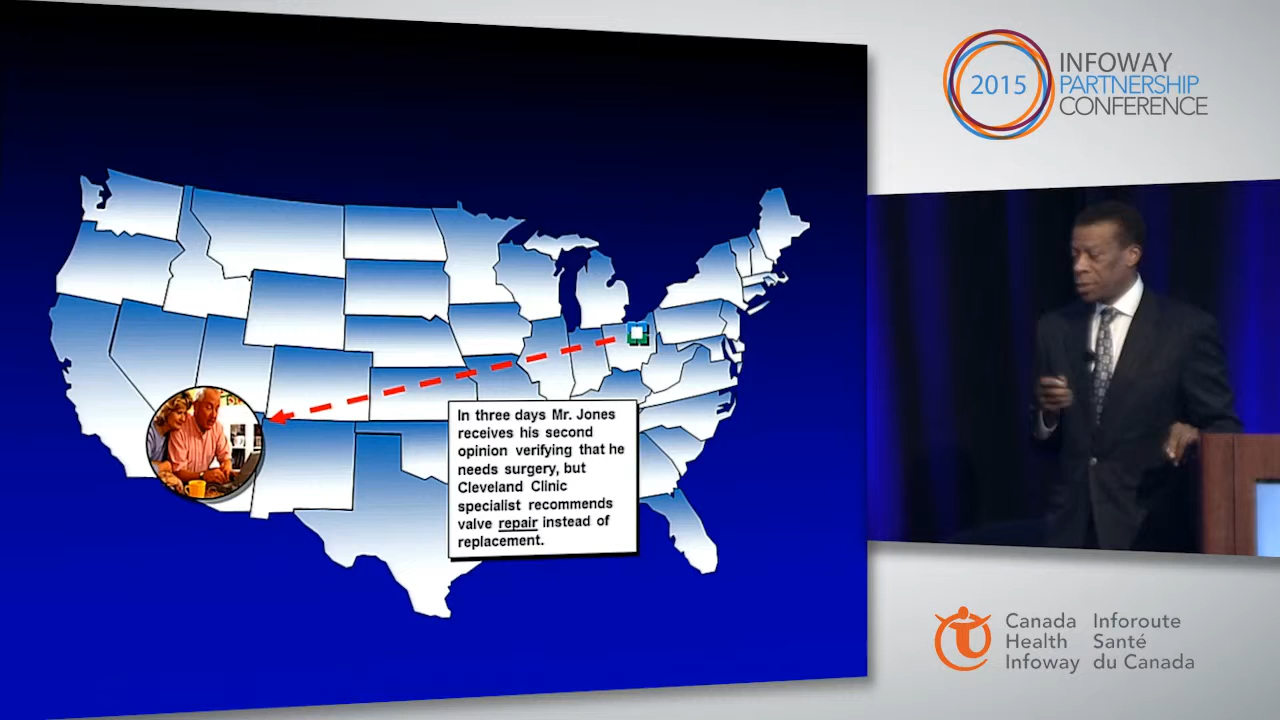 2015
INFOWAY
PARTNERSHIP
CONFERENCE
In three days Mr. Jones
receives his second
opinion verifying that he
needs surgery, but
Cleveland Clinic
specialist recommends
valve repair instead of
replacement.
Canada Inforoute
Health Santé
Infoway du Canada